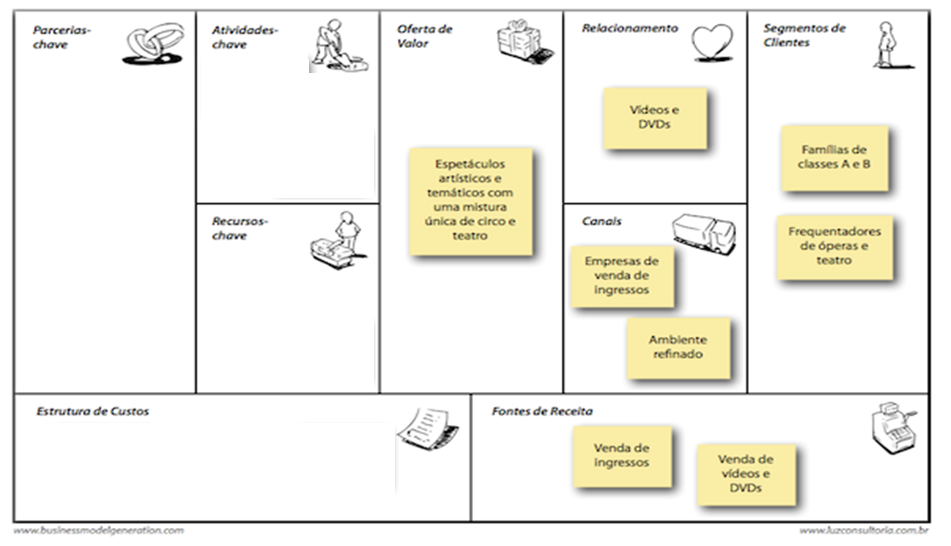 Parcerias-
chave
Atividades-
chave
Oferta de
Valor
Relacionamento
Segmentos de
Clientes
Vídeos e
DVDs
Famílias de
classes A e B
Espetáculos
artísticos e
temáticos com
uma mistura
única de circo e
teatro
Recursos-
chave
Canais
Frequentadores
de óperas e
teatro
Empresas de
venda de
ingressos
Ambiente
refinado
Estrutura de Custos
Fontes de Receita
Venda de
ingressos
Venda de
vídeos e
DVDs
www.businessmodelgeneration.com
www.luzconsultoria.com.br